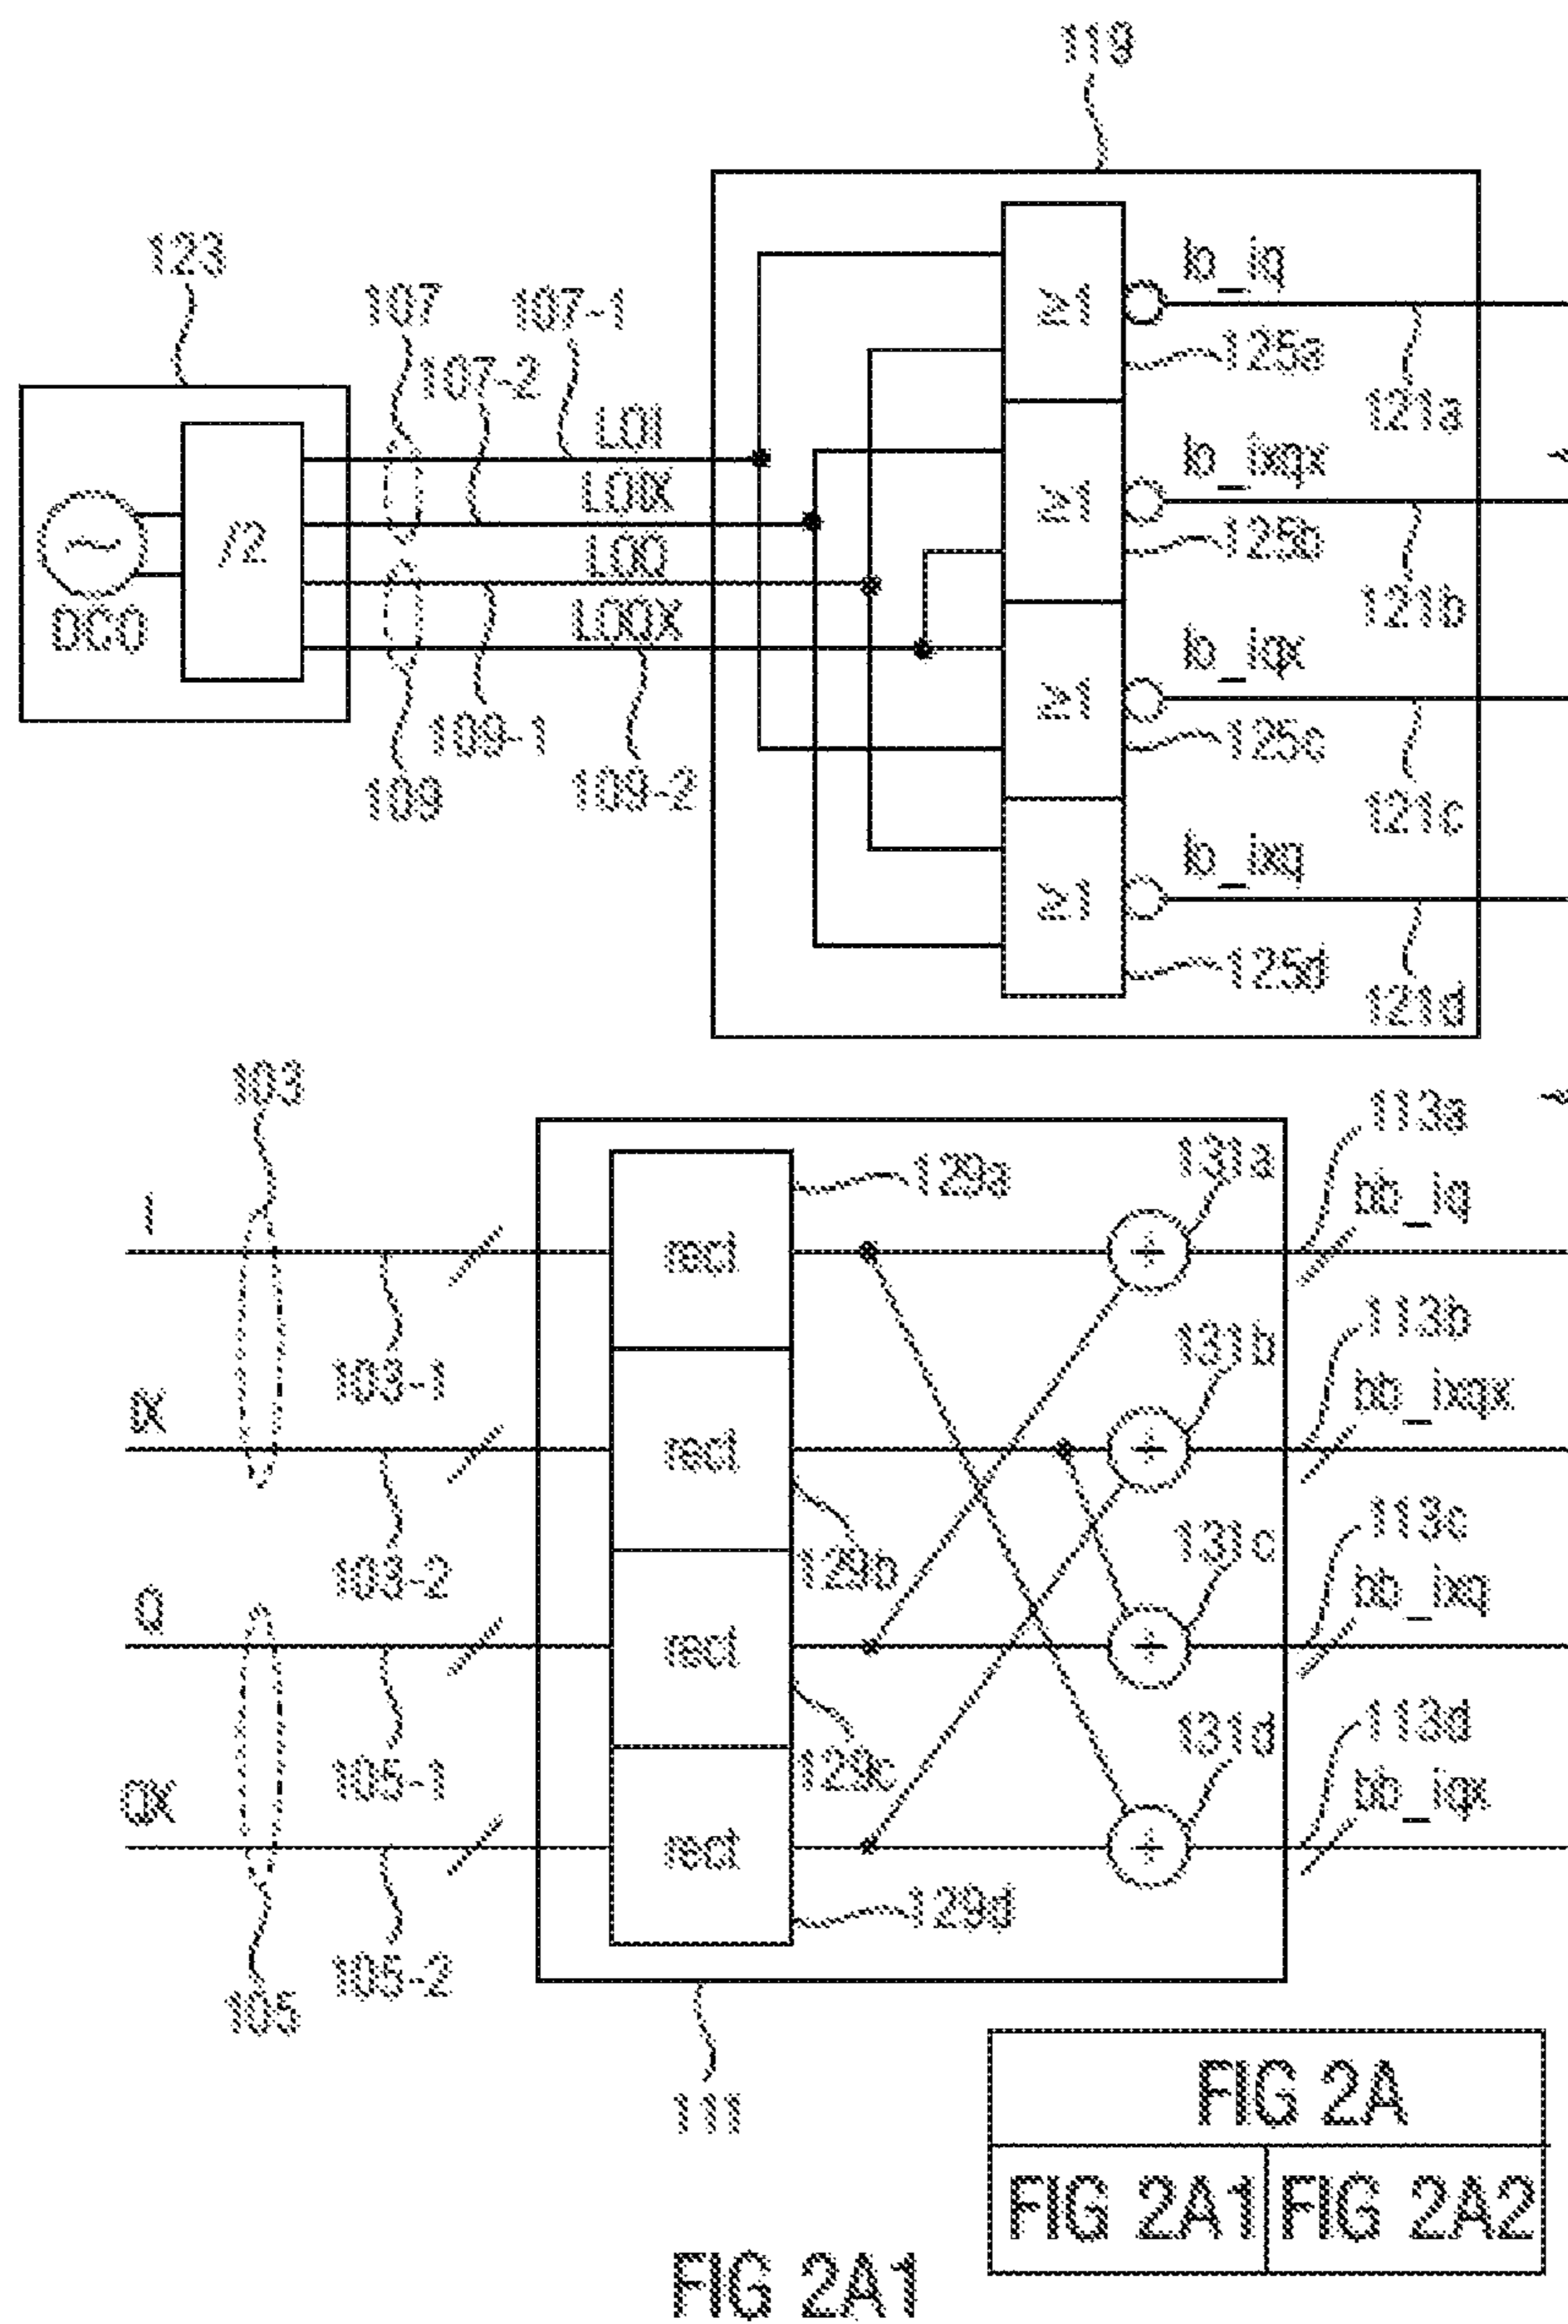 119
123
107
107-1
107-2
LOI
LOIX
LOQ
LOQX
/2
~
DCO
109-1
109
109-2
≥1
lo_iq
125a
121a
≥1
lo_ixqx
125b
121b
≥1
lo_iqx
125c
121c
≥1
lo_ixq
125d
121d
103
I
103-1
IX
103-2
Q
105-1
QX
105-2
105
rect
129a
rect
129b
rect
129c
rect
129d
+
131a
113a
bb_iq
+
131b
113b
bb_ixqx
+
131c
113c
bb_ixq
+
131d
113d
bb_iqx
111
FIG 2A
FIG 2A1 FIG 2A2
FIG 2A1